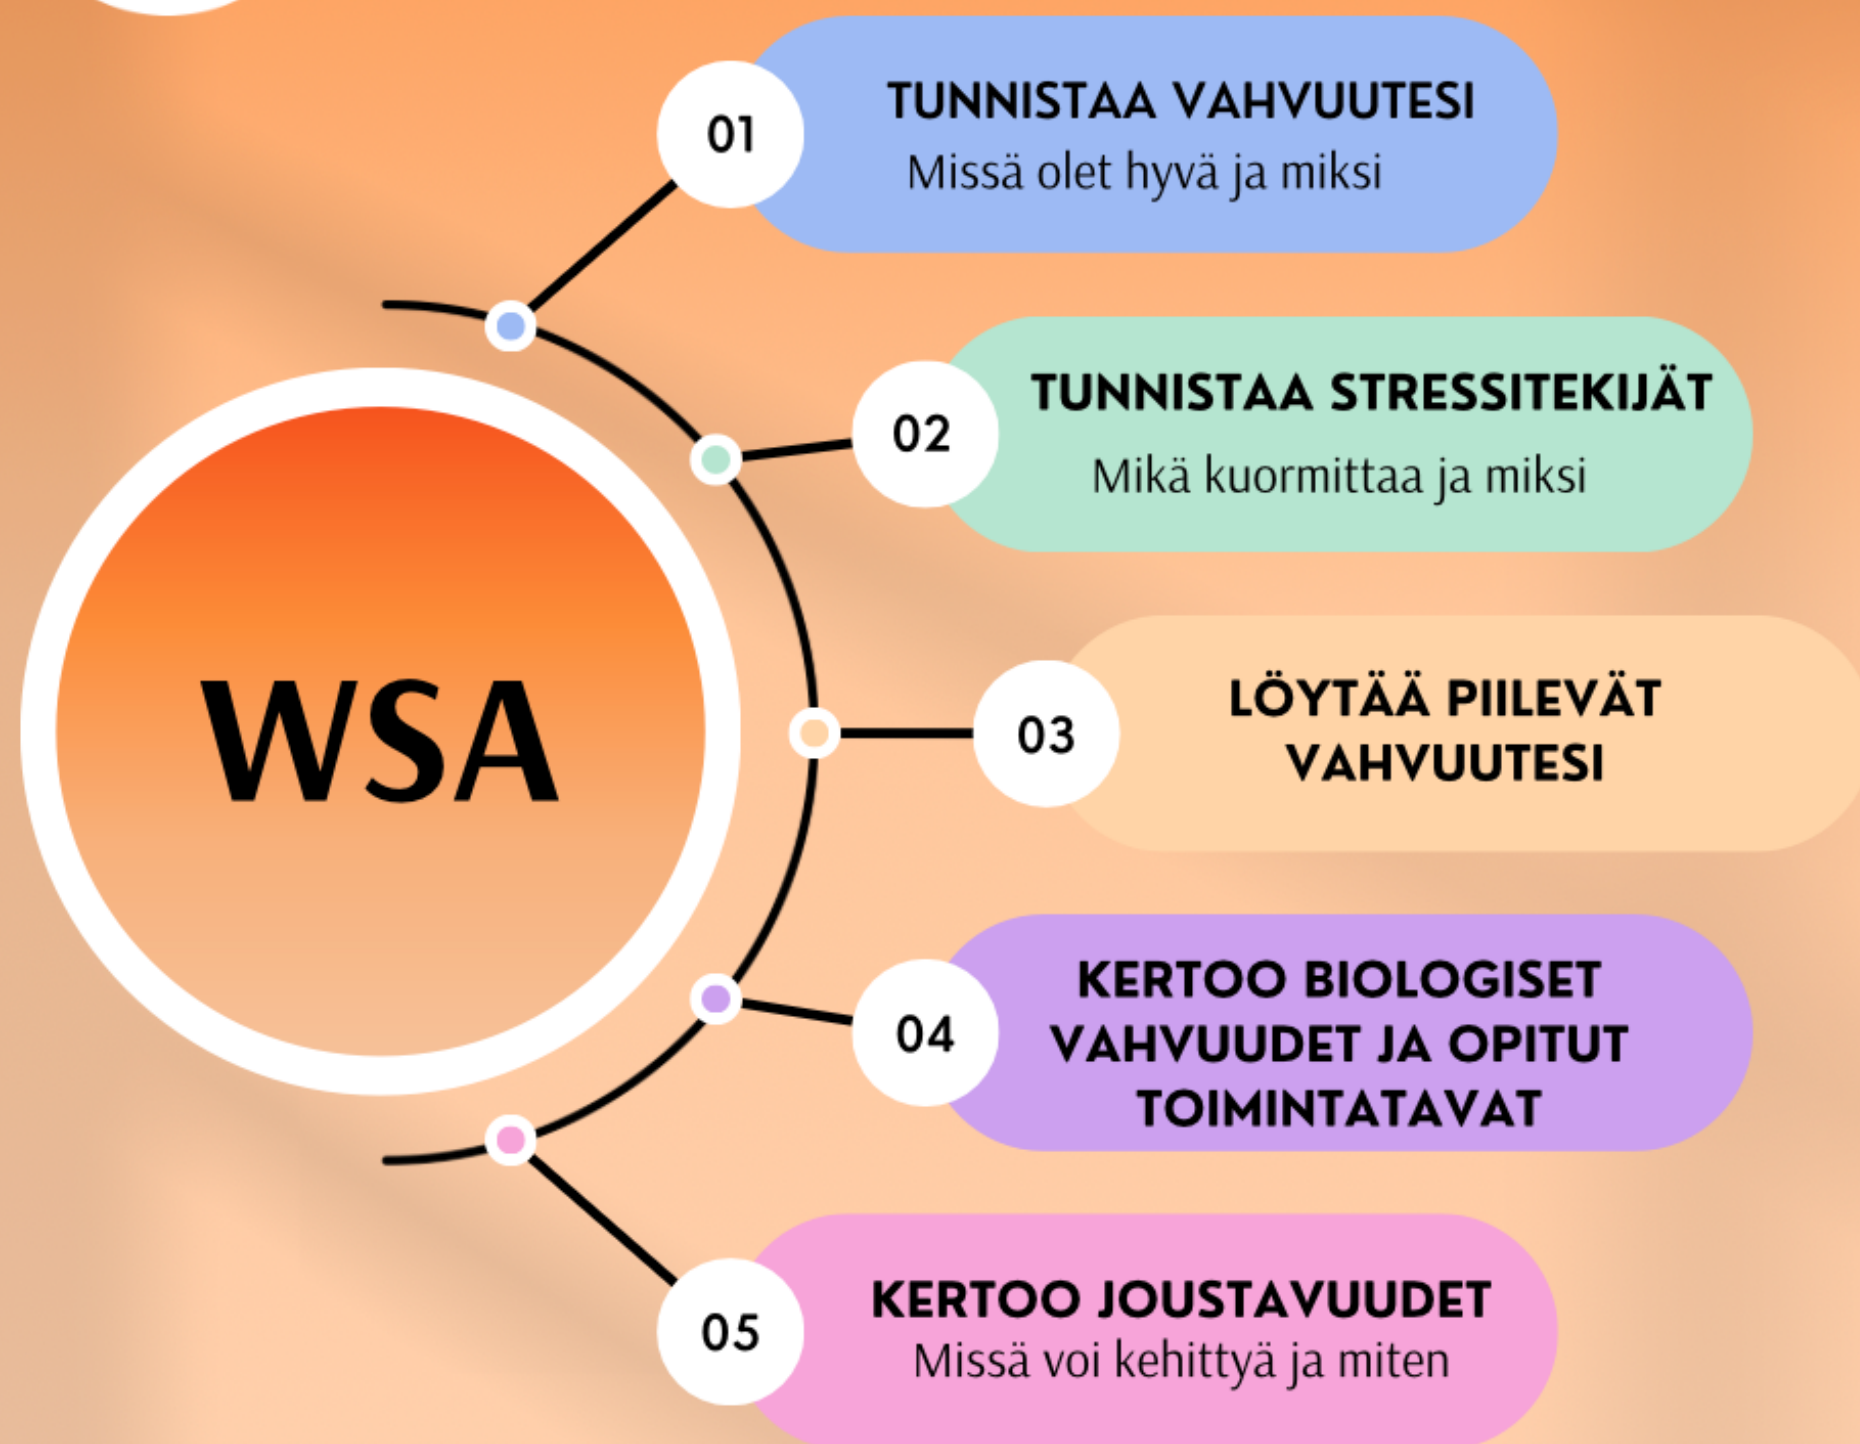 01
TUNNISTAA VAHVUUTESI
Missä olet hyvä ja miksi
02
TUNNISTAA STRESSITEKIJÄT
Mikä kuormittaa ja miksi
WSA
03
LÖYTÄÄ PIILEVÄT
VAHVUUTESI
04
KERTOO BIOLOGISET
VAHVUUDET JA OPITUT
TOIMINTATAVAT
05
KERTOO JOUSTAVUUDET
Missä voi kehittyä ja miten